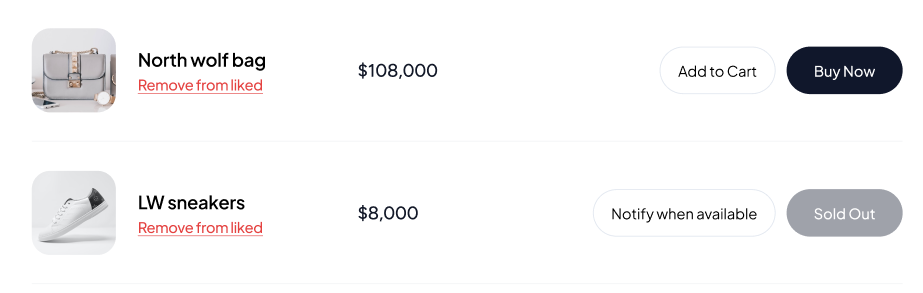 North wolf bag
Remove from liked
$108,000
Add to Cart
Buy Now
LW sneakers
Remove from liked
$8,000
Notify when available
Sold Out